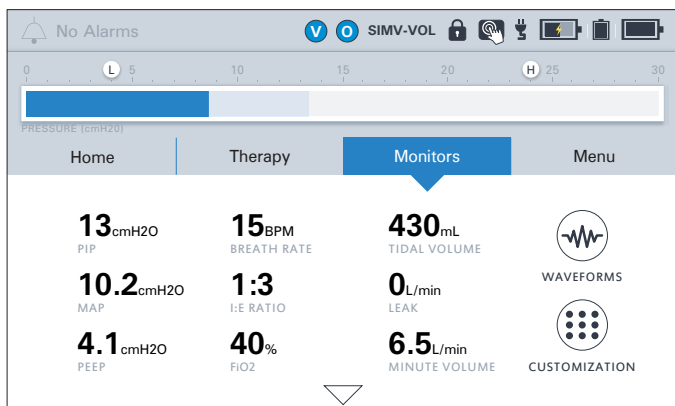 No Alarms V O SIMV-VOL
0 L 5 10 15 20 H 25 30
PRESSURE (cmH20)
Home Therapy Monitors Menu
13cmH2O 15BPM 430mL
PIP BREATH RATE TIDAL VOLUME
WAVEFORMS
10.2cmH2O 1:3 0L/min
MAP I:E RATIO LEAK
4.1cmH2O 40% 6.5L/min
PEEP FiO2 MINUTE VOLUME CUSTOMIZATION